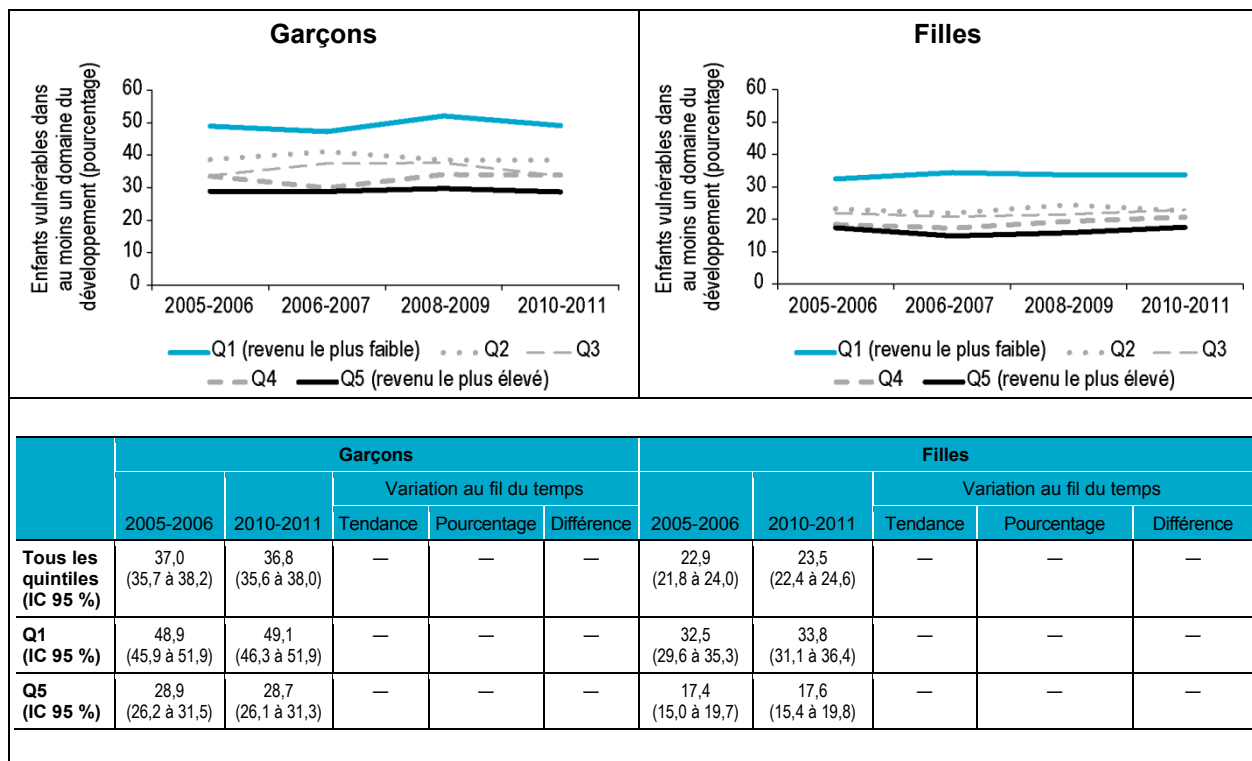 Garçons
Enfants vulnérables dans
au moins un domaine du
développement (pourcentage)
60
50
40
30
20
10
0
2005-2006 2006-2007 2008-2009 2010-2011
Q1 (revenu le plus faible) Q2 Q3
Q4 Q5 (revenu le plus élevé)
Filles
Enfants vulnérables dans
au moins un domaine du
développement (pourcentage)
60
50
40
30
20
10
0
2005-2006 2006-2007 2008-2009 2010-2011
Q1 (revenu le plus faible) Q2 Q3
Q4 Q5 (revenu le plus élevé)
Garçons Filles
Variation au fil du temps Variation au fil du temps
2005-2006 2010-2011 Tendance Pourcentage Différence 2005-2006 2010-2011 Tendance Pourcentage Différence
Tous les 37,0 36,8 — — — 22,9 23,5 — — —
quintiles (35,7 à 38,2) (35,6 à 38,0) (21,8 à 24,0) (22,4 à 24,6)
(IC 95 %)
Q1 48,9 49,1 — — — 32,5 33,8 — — —
(IC 95 %) (45,9 à 51,9) (46,3 à 51,9) (29,6 à 35,3) (31,1 à 36,4)
Q5 28,9 28,7 — — — 17,4 17,6 — — —
(IC 95 %) (26,2 à 31,5) (26,1 à 31,3) (15,0 à 19,7) (15,4 à 19,8)